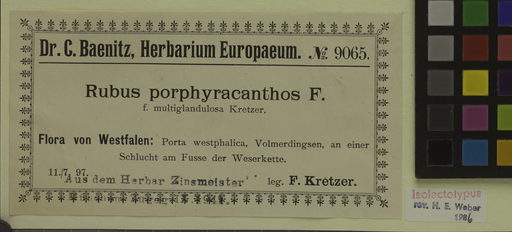 Dr. C. Baenitz, Herbarium Europaeum. № 9065.
Rubus porphyracanthos F.
f. multiglandulosa Kretzer.
Flora von Westfalen: Porta westphalica, Volmerdingsen, an einer
Schlucht am Fusse der Weserkette.
11./7. 97.
"Aus dem Herbar Zinsmeister" leg. F. Kretzer.
Isolectotypus
rev. H. E. Weber
1986